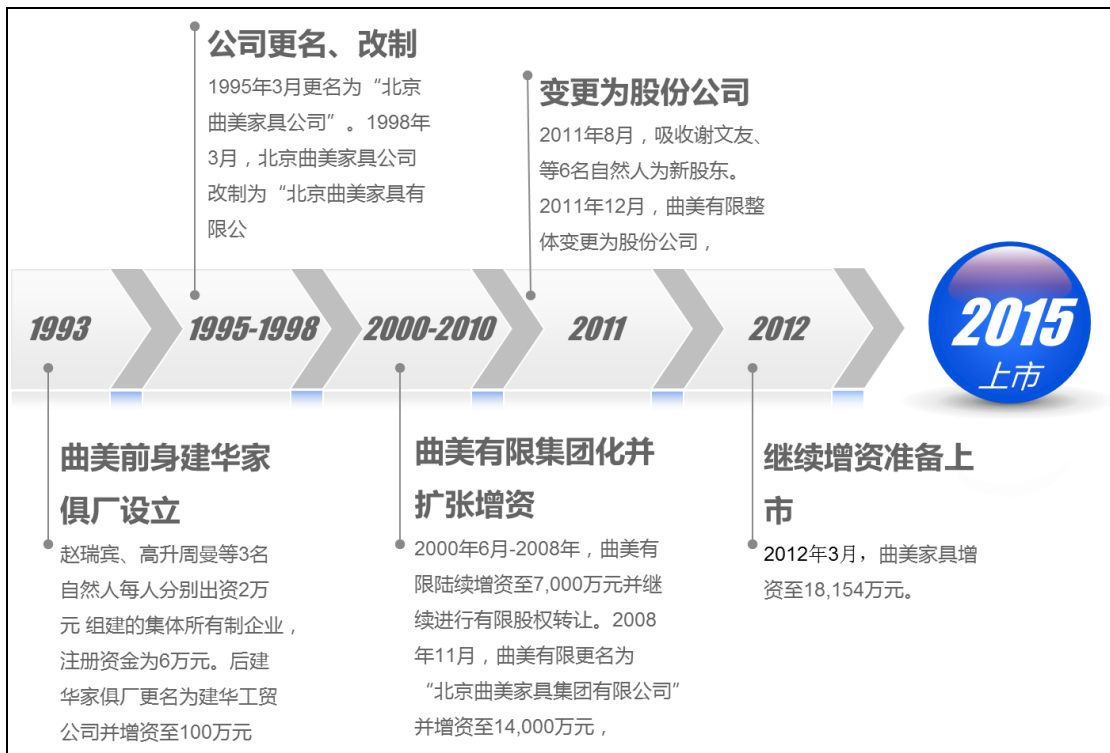 公司更名、改制
1995年3月更名为“北京
曲美家具公司”。1998年
3月，北京曲美家具公司
改制为“北京曲美家具有
限公
变更为股份公司
2011年8月，吸收谢文友、
等6名自然人为新股东。
2011年12月，曲美有限整
体变更为股份公司，
1993
1995-1998
2000-2010
2011
2012
2015
上市
曲美前身建华家
俱厂设立
赵瑞宾、高升周曼等3名
自然人每人分别出资2万
元 组建的集体所有制企业，
注册资金为6万元。后建
华家俱厂更名为建华工贸
公司并增资至100万元
曲美有限集团化并
扩张增资
2000年6月-2008年，曲美有
限陆续增资至7,000万元并继
续进行有限股权转让。2008
年11月，曲美有限更名为
“北京曲美家具集团有限公司”
并增资至14,000万元，
继续增资准备上
市
2012年3月，曲美家具增
资至18,154万元。